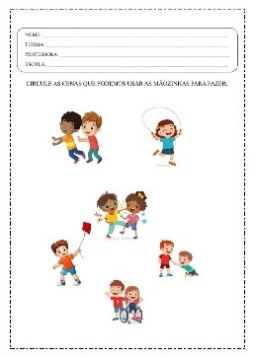 NOME:
TURMA:
PROFESSORA:
ESCOLA:
CIRCULE AS CENAS QUE PODEMOS USAR AS MÃOZINHAS PARA FAZER: